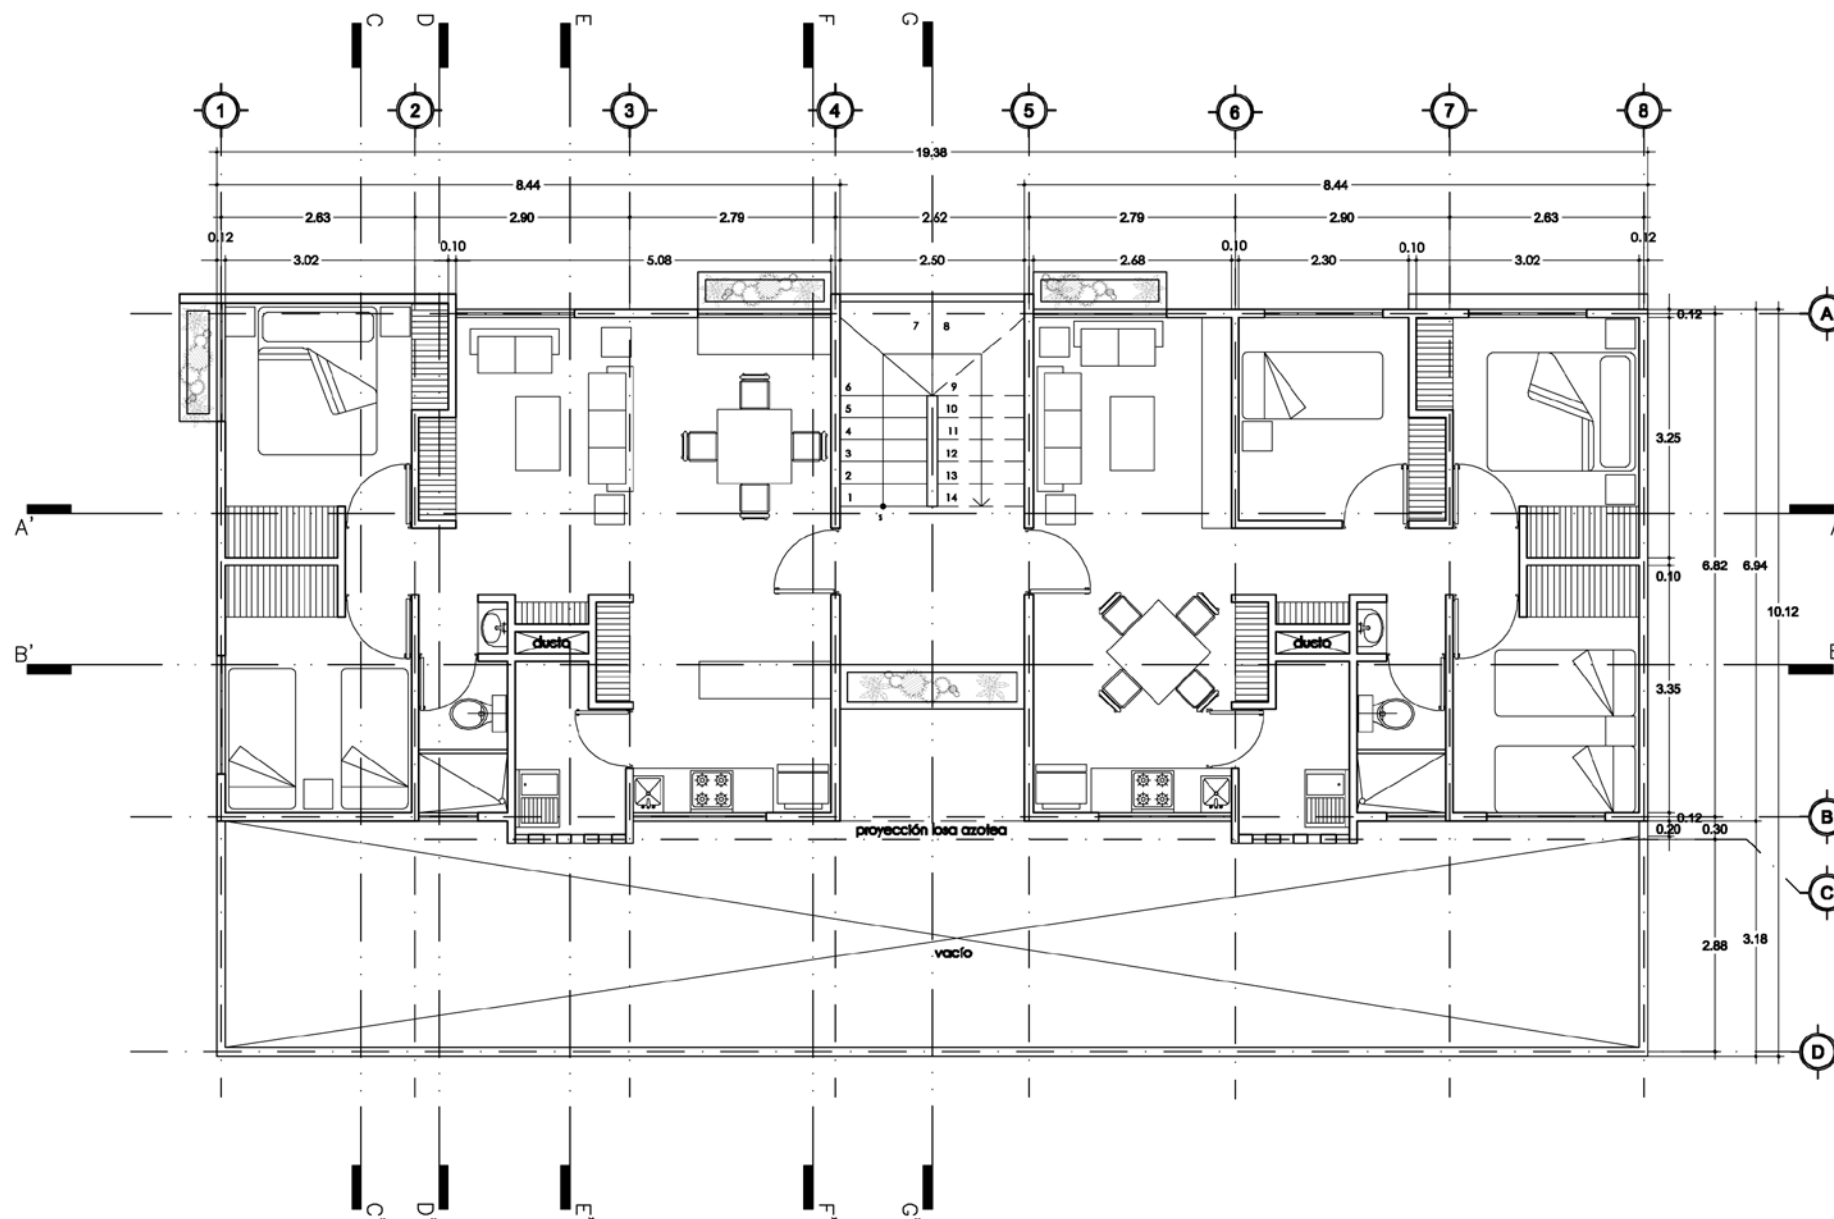 C D E F G
1 2 3 4 5 6 7 8
19.38
8.44 8.44
2.63 2.90 2.79 2.62 2.79 2.90 2.63
0.12 0.10 0.10 0.10 0.12
3.02 5.08 2.50 2.68 2.30 3.02
A
0.12
7 8
6 9
5 10
4 11
3 12
2 13
1 14
s
3.25
A'
6.82 6.94
0.10
10.12
ducto ducto
B'
3.35
0.12
B
proyección losa azotea
0.20 0.30
C
vacío
2.88 3.18
D
C' D' E' F' G'